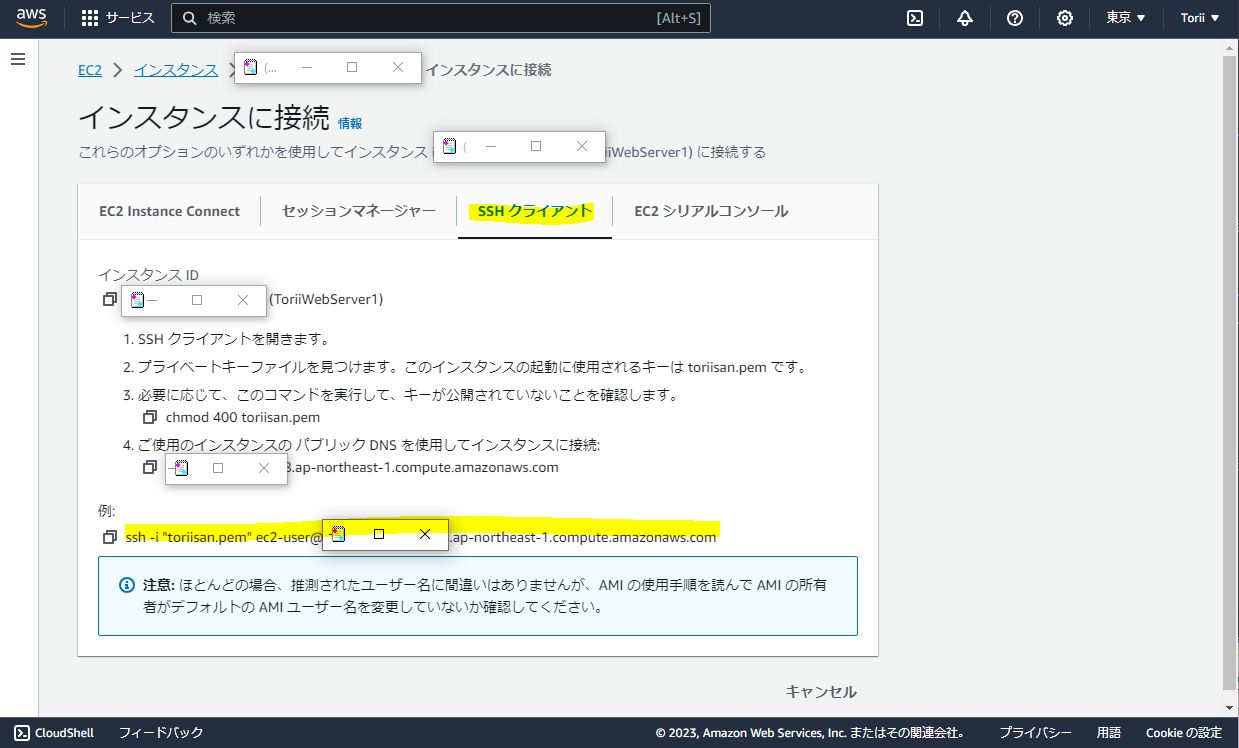 aws
サービス
検索
[Alt+S]
東京
Torii
EC2
インスタンス
(...
インスタンスに接続
インスタンスに接続 情報
これらのオプションのいずれかを使用してインスタンス
iiWebServer1) に接続する
EC2 Instance Connect
セッションマネージャー
SSH クライアント
EC2 シリアルコンソール
インスタンス ID
(ToriiWebServer1)
1. SSH クライアントを開きます。
2. プライベートキーファイルを見つけます。このインスタンスの起動に使用されるキーは toriisan.pem です。
3. 必要に応じて、このコマンドを実行して、キーが公開されていないことを確認します。
chmod 400 toriisan.pem
4. ご使用のインスタンスの パブリック DNS を使用してインスタンスに接続:
.ap-northeast-1.compute.amazonaws.com
例:
ssh -i "toriisan.pem" ec2-user@ .ap-northeast-1.compute.amazonaws.com
注意: ほとんどの場合、推測されたユーザー名に間違いはありませんが、AMI の使用手順を読んで AMI の所有
者がデフォルトの AMI ユーザー名を変更していないか確認してください。
キャンセル
CloudShell
フィードバック
© 2023, Amazon Web Services, Inc. またはその関連会社。
プライバシー
用語
Cookie の設定